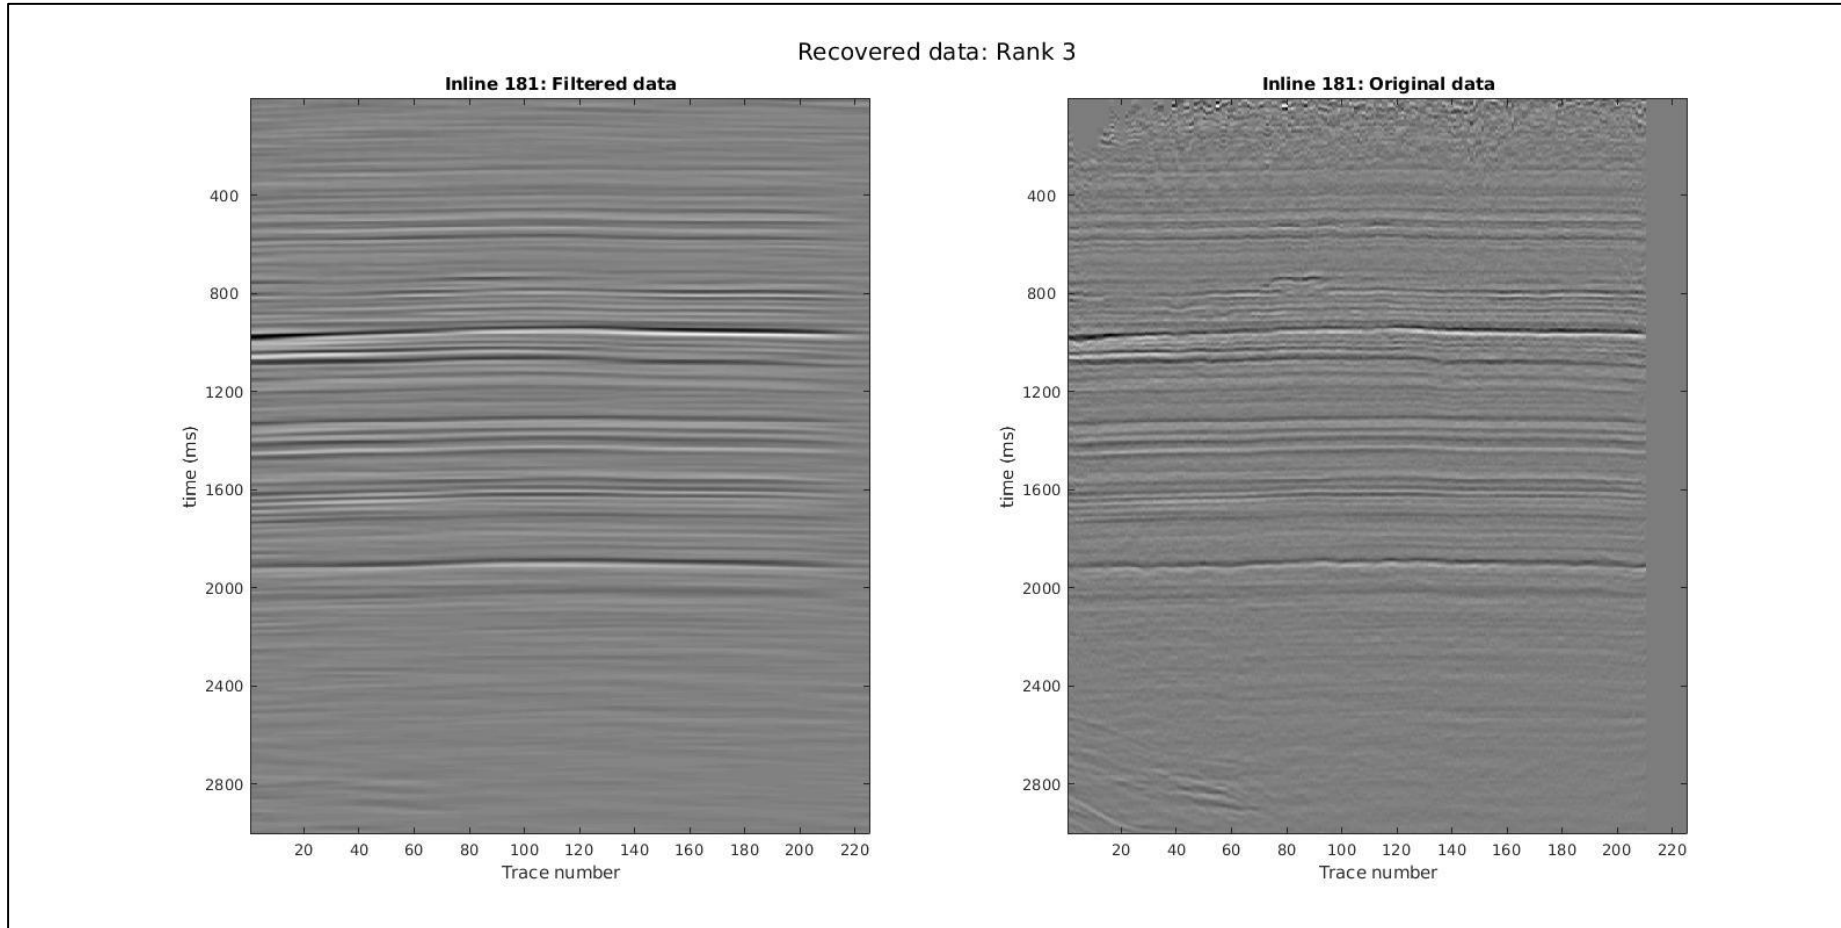 Recovered data: Rank 3
Inline 181: Filtered data
400
800
1200
1600
2000
2400
2800
time (ms)
20 40 60 80 100 120 140 160 180 200 220
Trace number
Inline 181: Original data
400
800
1200
1600
2000
2400
2800
time (ms)
20 40 60 80 100 120 140 160 180 200 220
Trace number